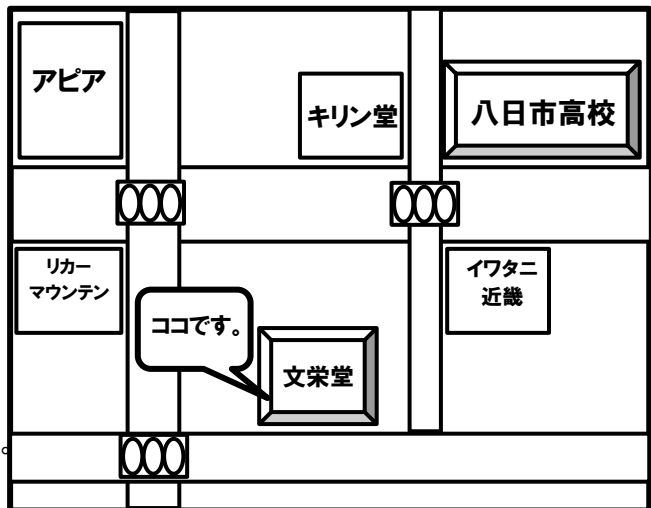 アピア
キリン堂
八日市高校
リカー
マウンテン
イワタニ
近畿
ココです。
文栄堂
。